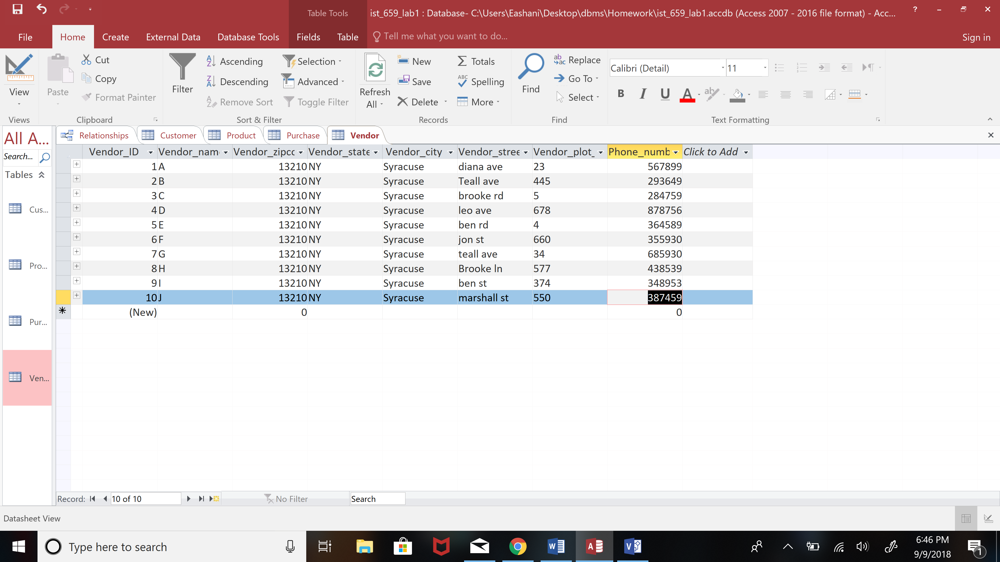 Table Tools
ist_659_lab1 : Database- C:\Users\Eashani\Desktop\dbms\Homework\ist_659_lab1.accdb (Access 2007 - 2016 file format) - Acc...
?
File Home Create External Data Database Tools Fields Table Tell me what you want to do... Sign in
View
Paste
Cut
Copy
Format Painter
Filter
Ascending
Descending
Remove Sort
Selection
Advanced
Toggle Filter
Refresh
All
New
Save
Delete
Totals
Spelling
More
Find
Replace
Go To
Select
Calibri (Detail) 11
B I U A
Views Clipboard Sort & Filter Records Find Text Formatting
All A...
Search...
Tables
Cus...
Pro...
Pur...
Ven...
Relationships Customer Product Purchase Vendor
Vendor_ID Vendor_nam Vendor_zipcc Vendor_state Vendor_city Vendor_stree Vendor_plot_ Phone_numb Click to Add
1 A 13210 NY Syracuse diana ave 23 567899
2 B 13210 NY Syracuse Teall ave 445 293649
3 C 13210 NY Syracuse brooke rd 5 284759
4 D 13210 NY Syracuse leo ave 678 878756
5 E 13210 NY Syracuse ben rd 4 364589
6 F 13210 NY Syracuse jon st 660 355930
7 G 13210 NY Syracuse teall ave 34 685930
8 H 13210 NY Syracuse Brooke ln 577 438539
9 I 13210 NY Syracuse ben st 374 348953
10 J 13210 NY Syracuse marshall st 550 387459
(New) 0 0
Record: 10 of 10 No Filter Search
Datasheet View
Type here to search
6:46 PM
9/9/2018
1